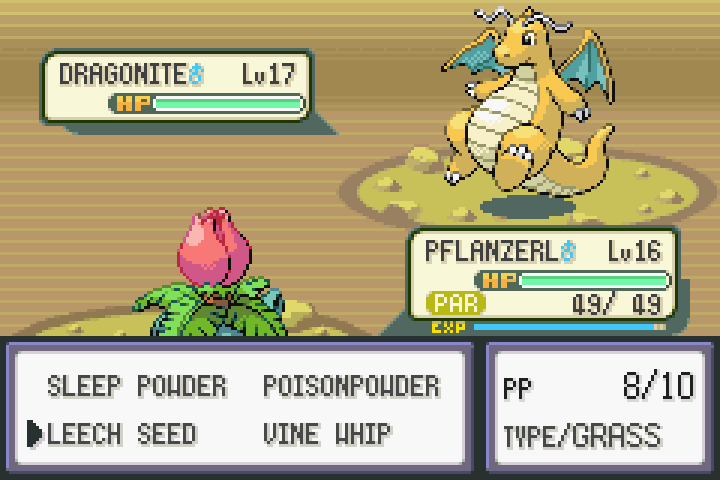 DRAGONITE♂ Lv17
HP
PFLANZERL♂ Lv16
HP
PAR 49/ 49
EXP
SLEEP POWDER POISONPOWDER
LEECH SEED VINE WHIP
PP 8/10
TYPE/GRASS